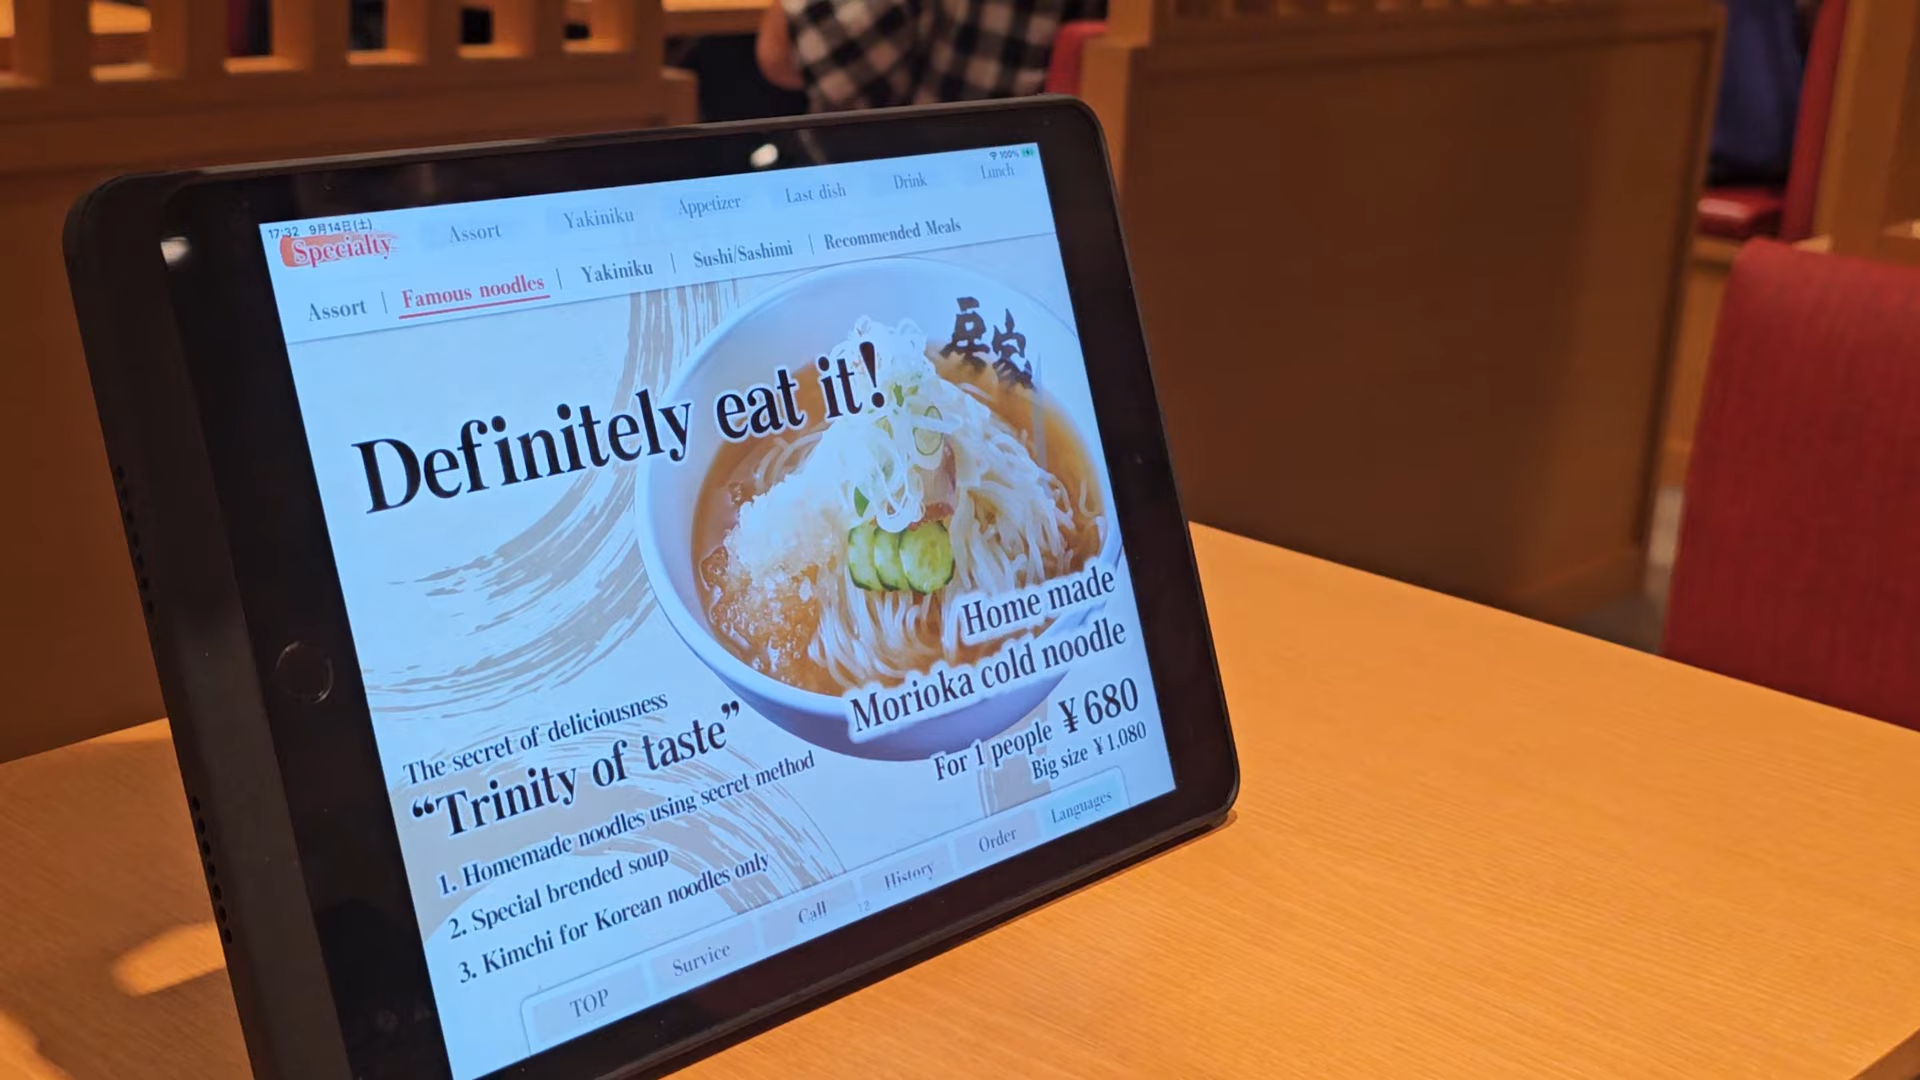 17:32 9月14日(土)
100%
Specialty Assort Yakiniku Appetizer Last dish Drink Lunch
Assort | Famous noodles | Yakiniku | Sushi/Sashimi | Recommended Meals
Definitely eat it!
Home made
Morioka cold noodle
For 1 people ¥680
Big size ¥1,080
The secret of deliciousness
“Trinity of taste”
1. Homemade noodles using secret method
2. Special brended soup
3. Kimchi for Korean noodles only
12
TOP Survice Call History Order Languages